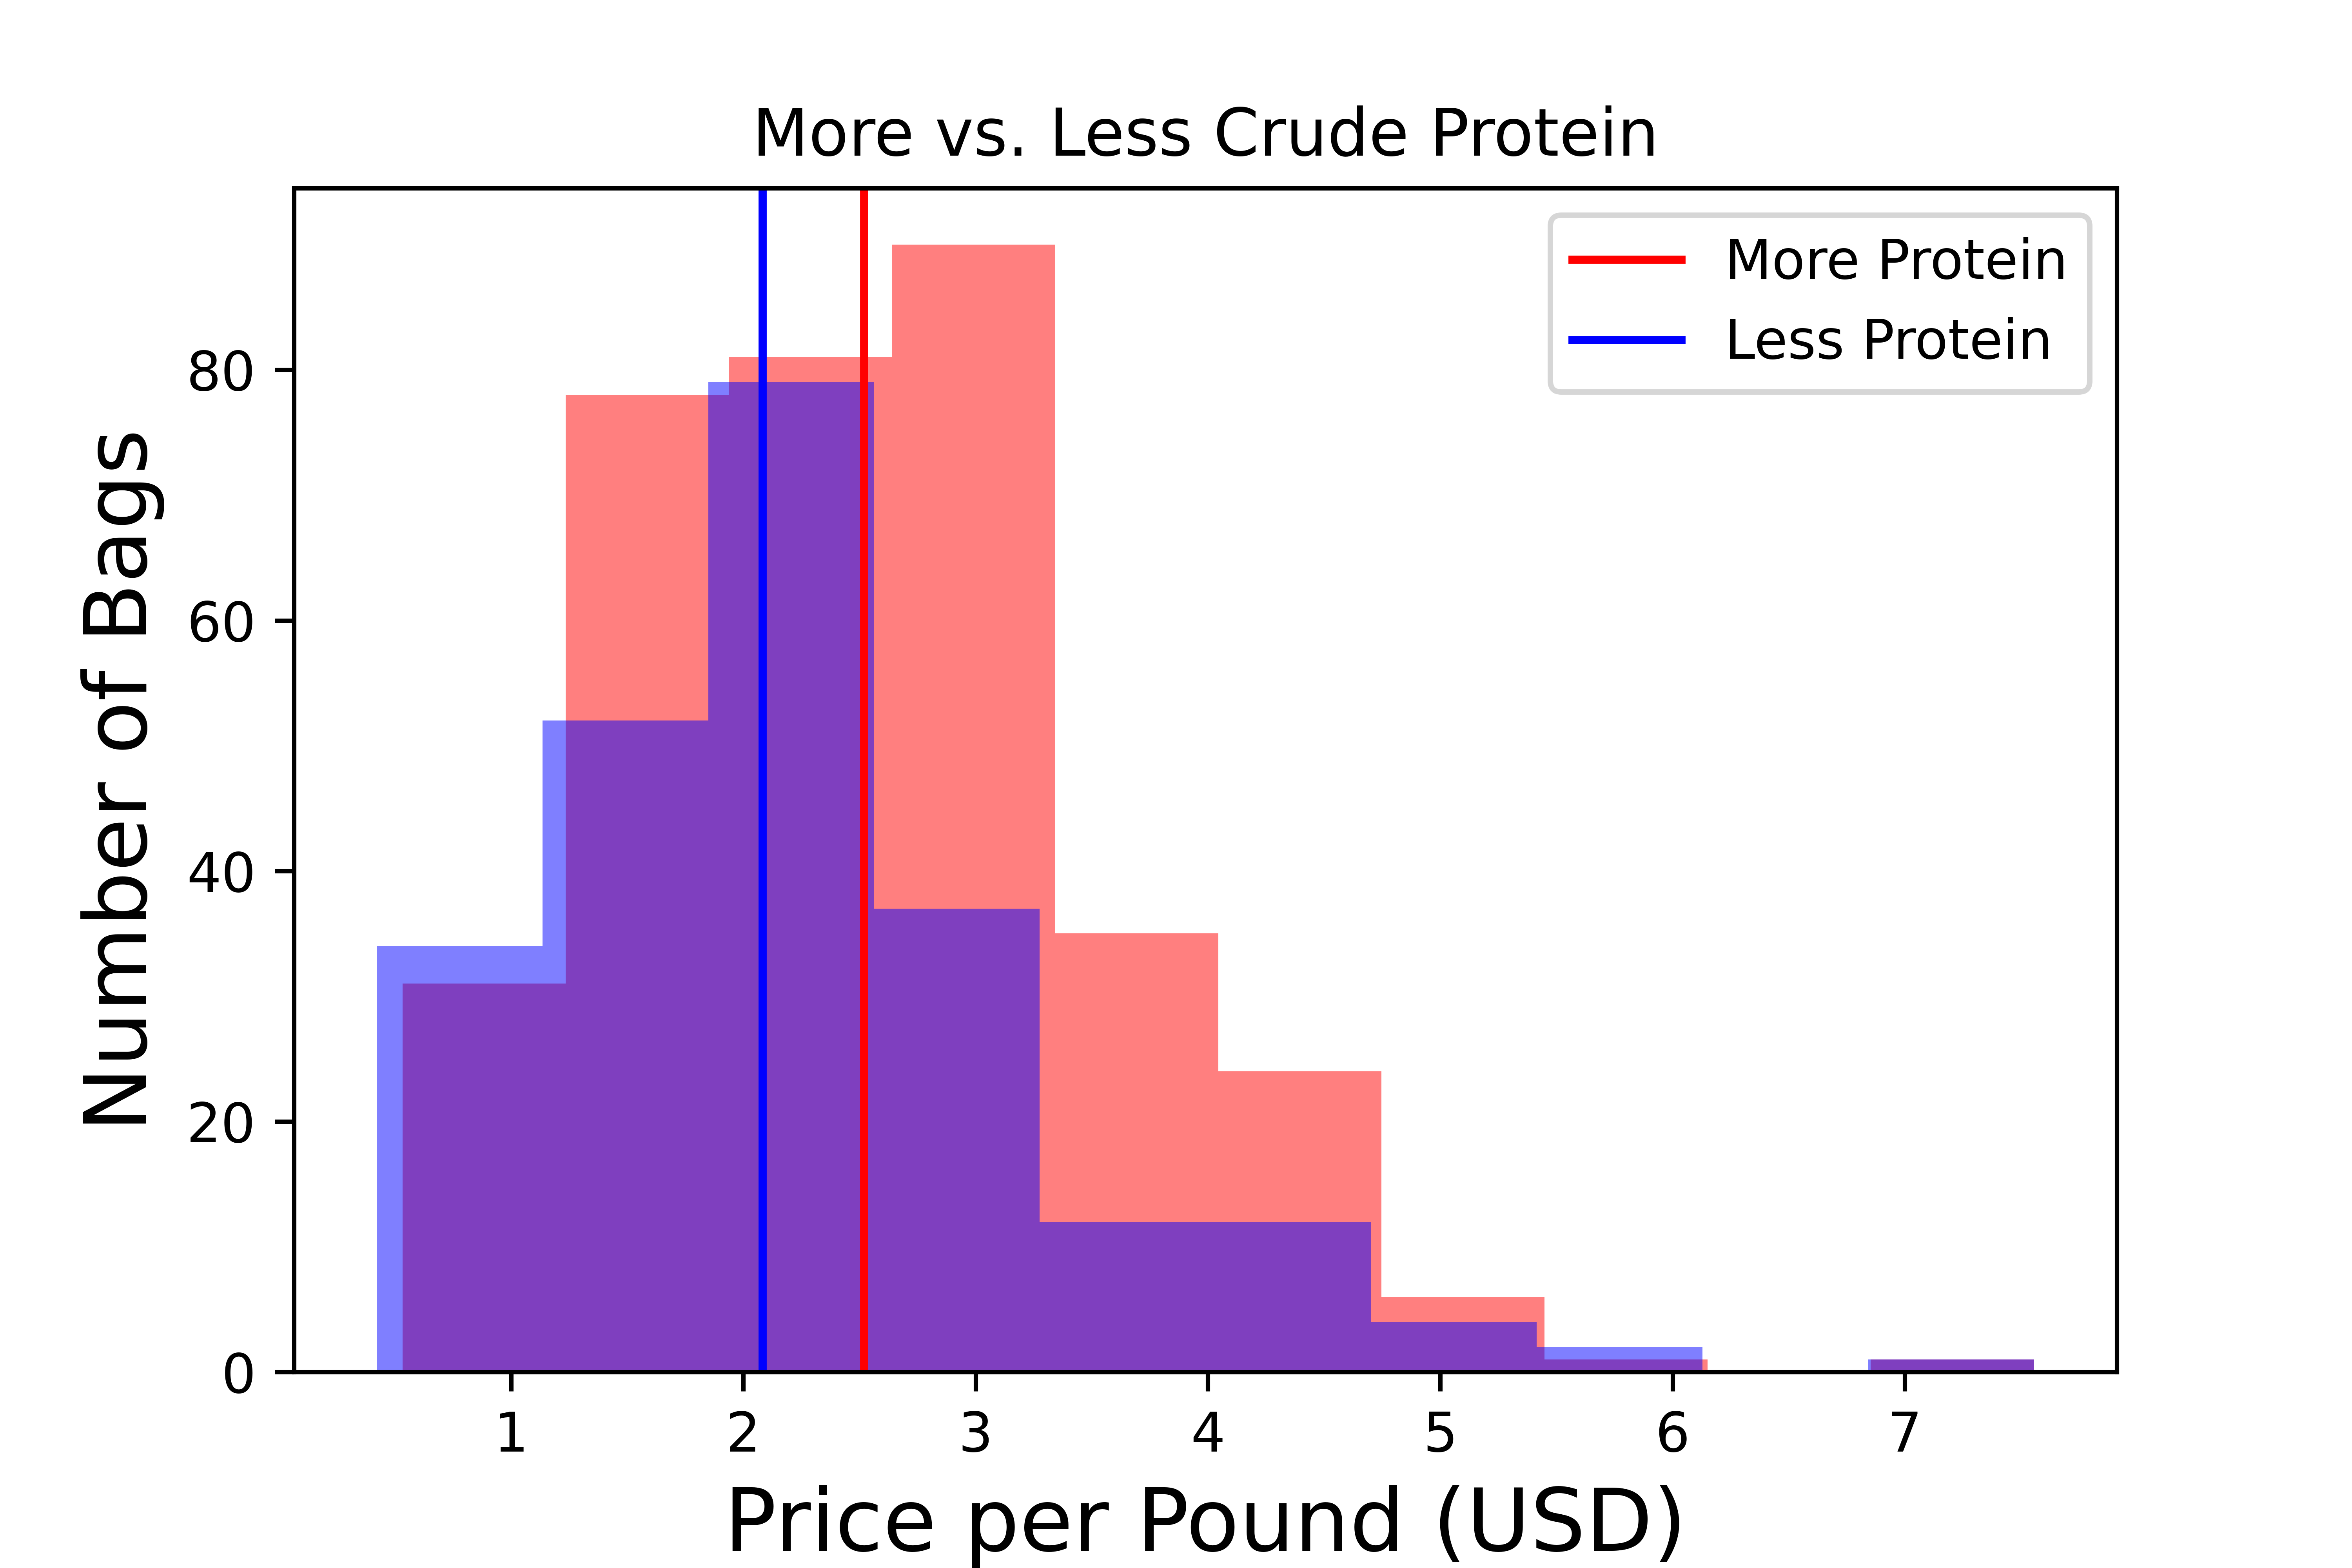 More vs. Less Crude Protein
More Protein
Less Protein
Number of Bags
80
60
40
20
0
1 2 3 4 5 6 7
Price per Pound (USD)